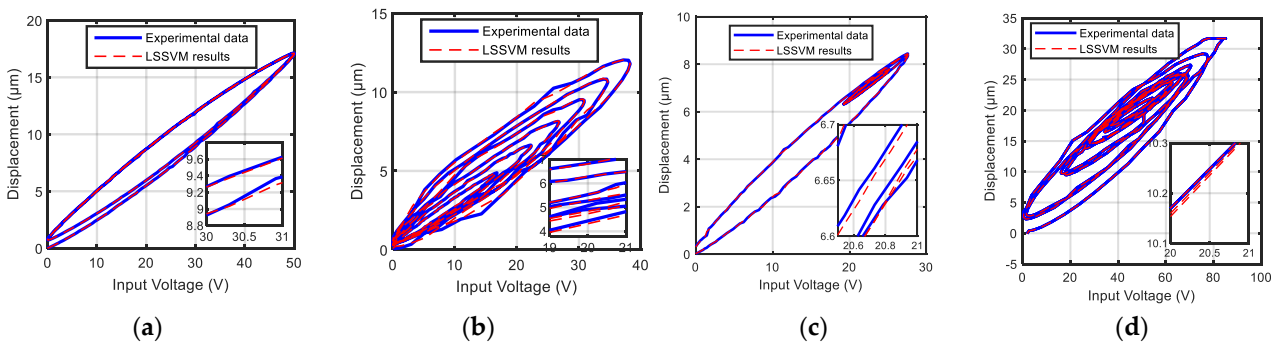 20
15
10
5
0
0 10 20 30 40 50
Displacement (μm)
Input Voltage (V)
Experimental data
LSSVM results
9.6
9.4
9.2
9
8.8
30 30.5 31
(a)
15
10
5
0
0 10 20 30 40
Displacement (μm)
Input Voltage (V)
Experimental data
LSSVM results
6
5
4
19 20 21
(b)
10
8
6
4
2
0
0 10 20 30
Displacement (μm)
Input Voltage (V)
Experimental data
LSSVM results
6.7
6.65
6.6
20.6 20.8 21
(c)
35
30
25
20
15
10
5
0
-5
0 20 40 60 80 100
Displacement (μm)
Input Voltage (V)
Experimental data
LSSVM results
10.3
10.2
10.1
20 20.5 21
(d)